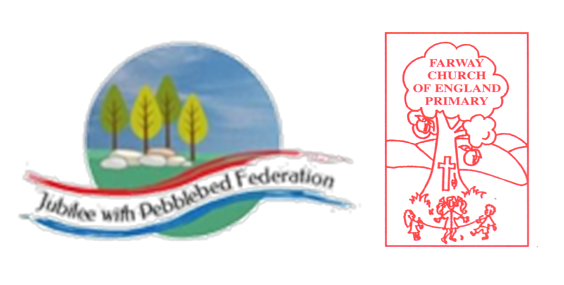 Jubilee with Pebblebed Federation
FARWAY
CHURCH
OF ENGLAND
PRIMARY